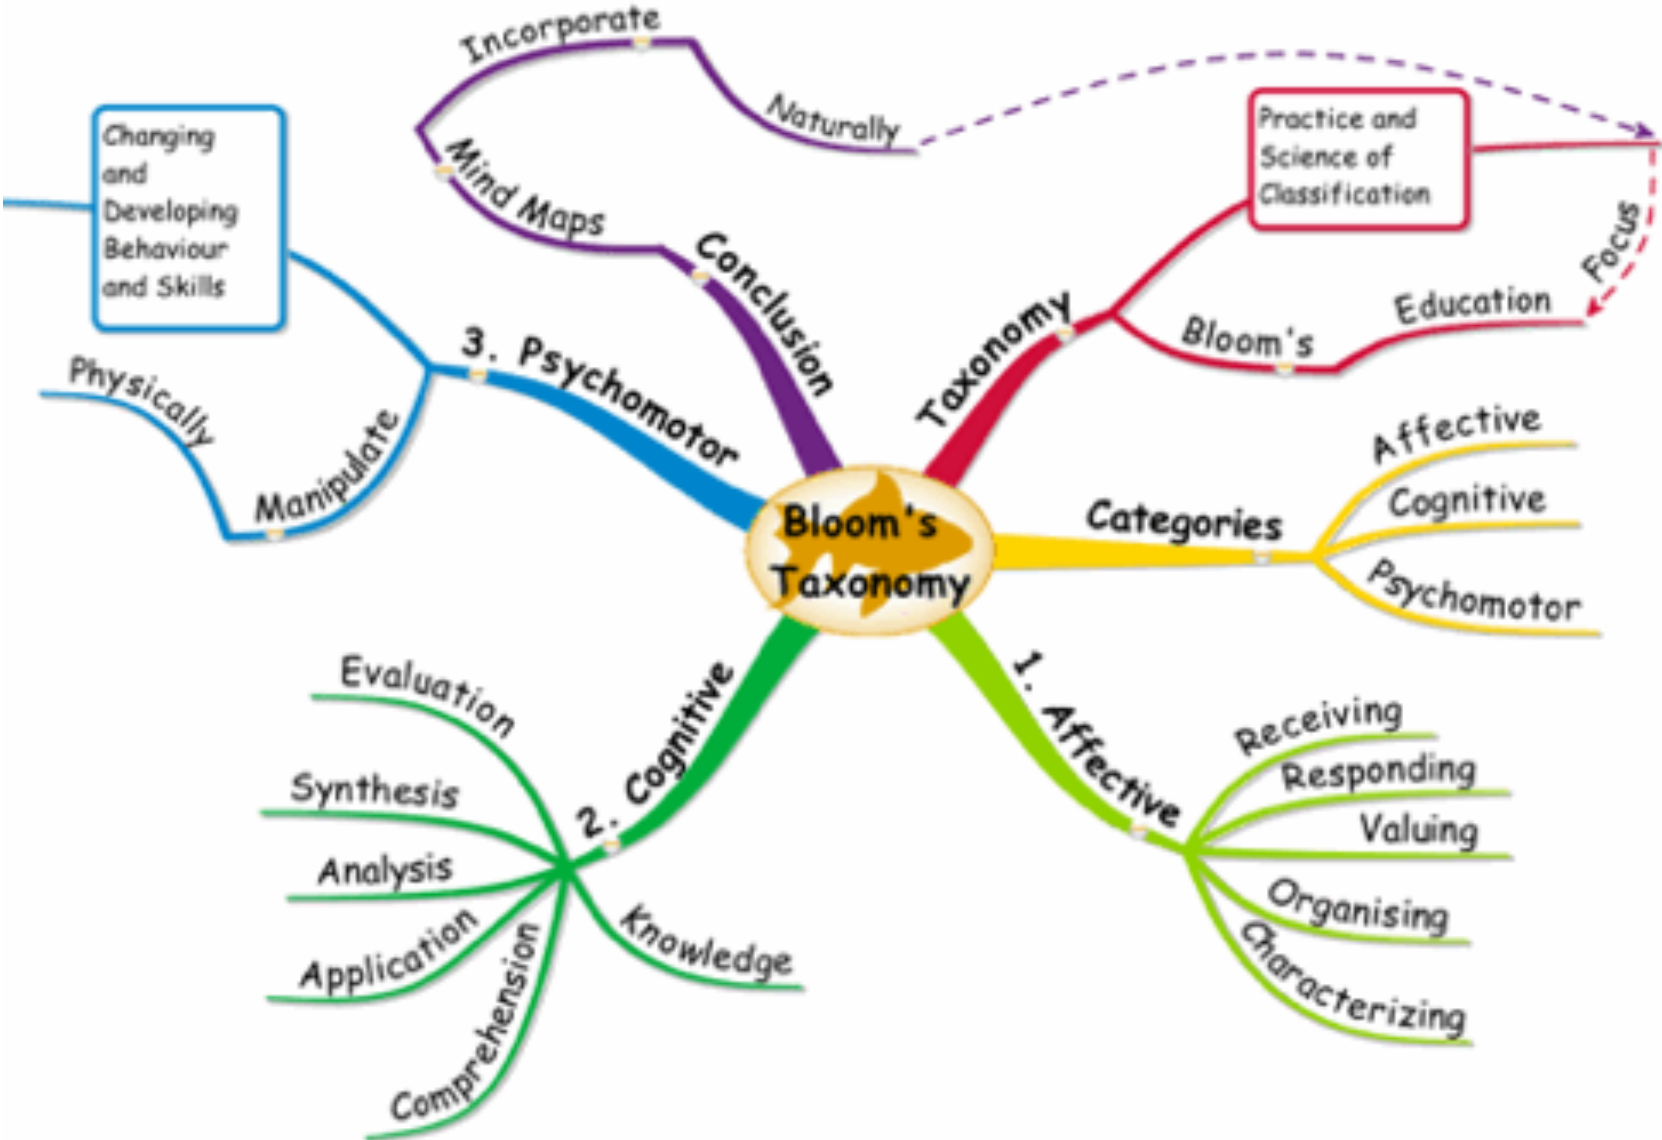 Bloom's
Taxonomy
Taxonomy
Practice and
Science of
Classification
Bloom's
Education
Focus
Categories
Affective
Cognitive
Psychomotor
1. Affective
Receiving
Responding
Valuing
Organising
Characterizing
2. Cognitive
Knowledge
Comprehension
Application
Analysis
Synthesis
Evaluation
3. Psychomotor
Manipulate
Physically
Changing
and
Developing
Behaviour
and Skills
Conclusion
Mind Maps
Incorporate
Naturally